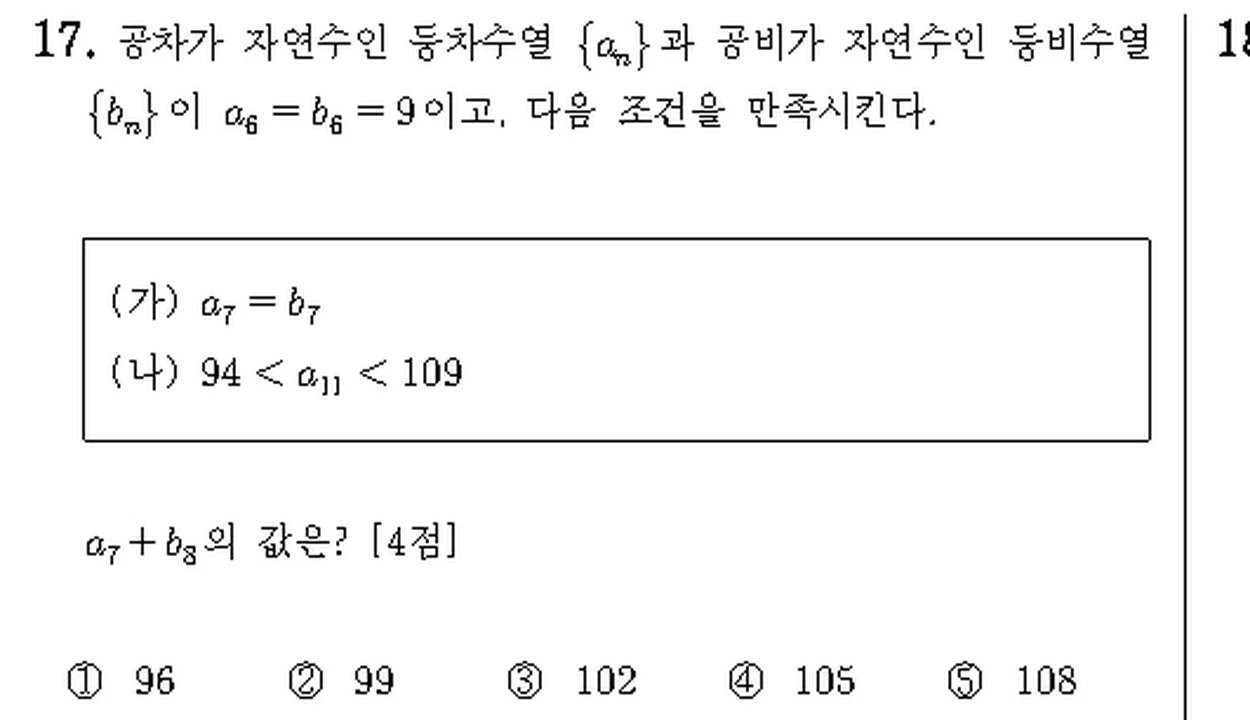 17. 공차가 자연수인 등차수열 {aₙ}과 공비가 자연수인 등비수열
{bₙ}이 a₆ = b₆ = 9이고, 다음 조건을 만족시킨다.
(가) a₇ = b₇
(나) 94 < a₁₁ < 109
a₇ + b₈의 값은? [4점]
① 96 ② 99 ③ 102 ④ 105 ⑤ 108